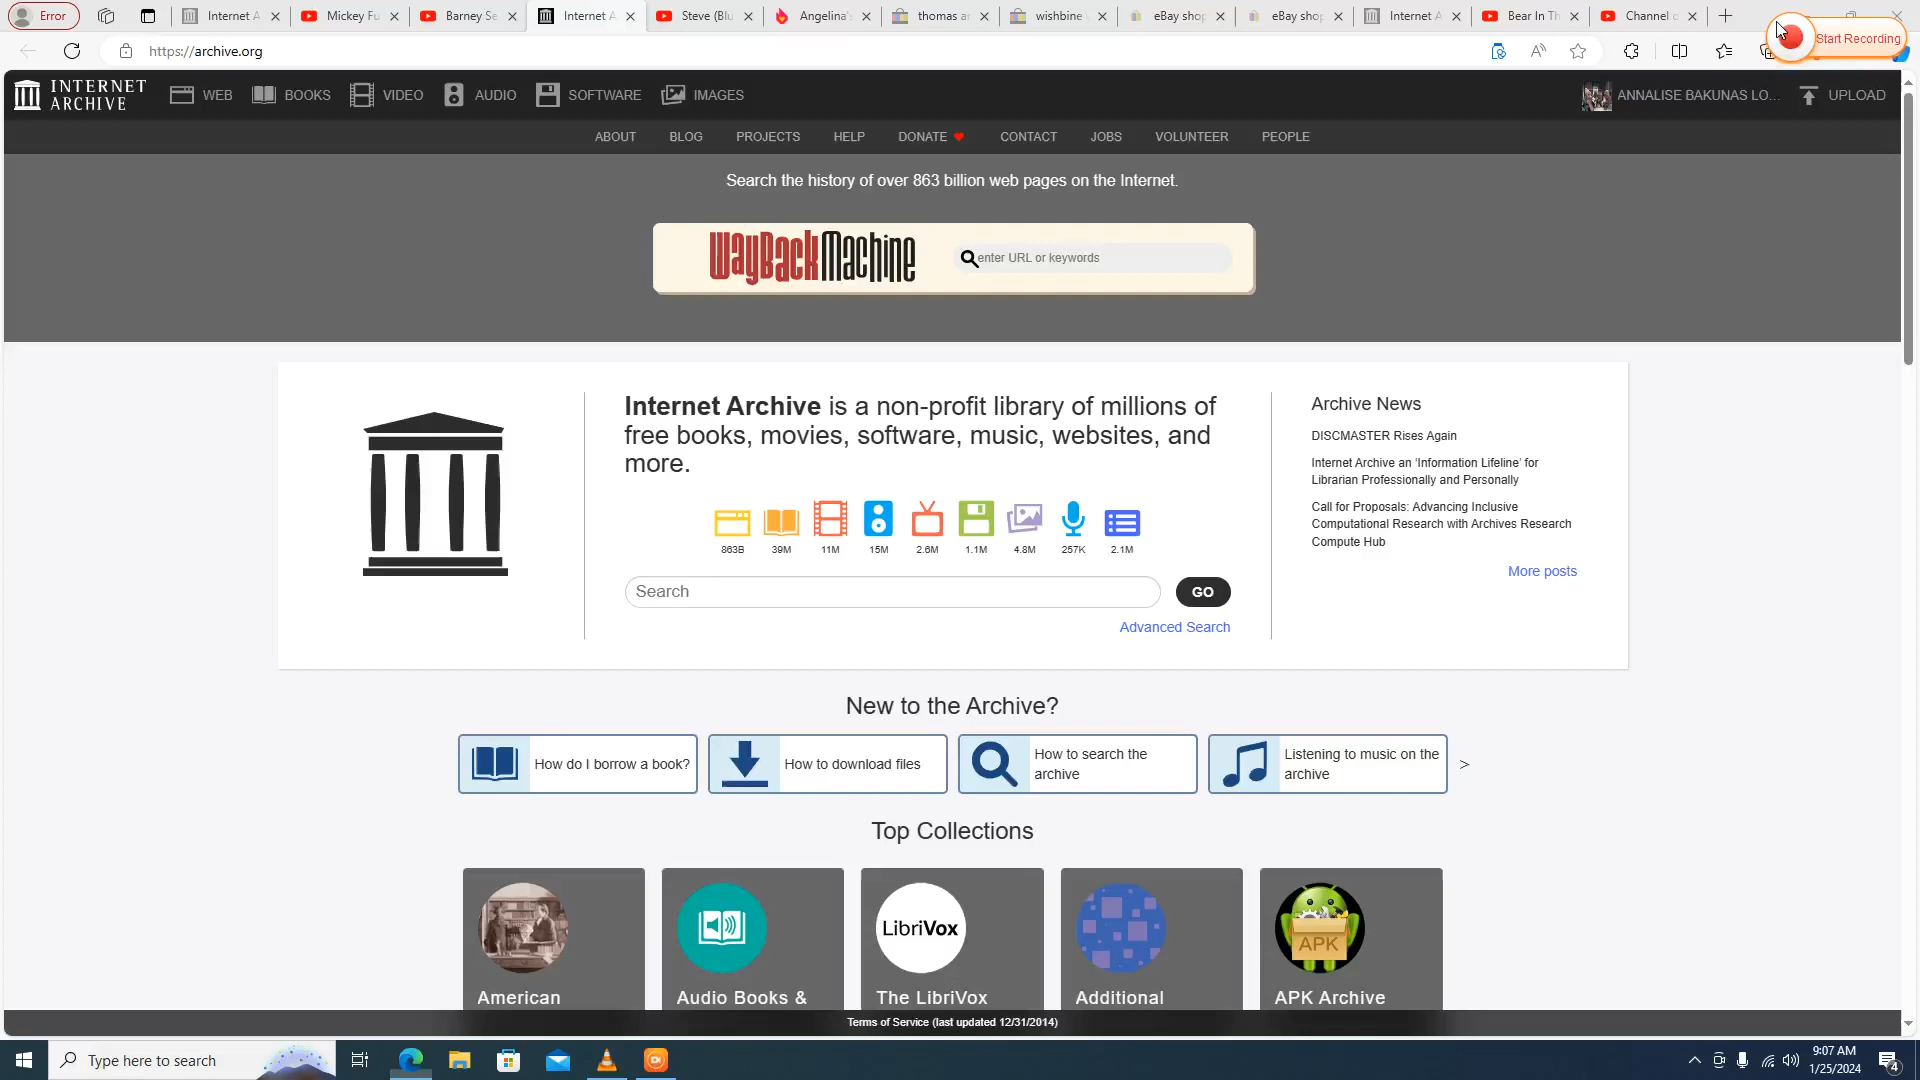 Error
Internet A
Mickey Fu
Barney Se
Internet A
Steve (Blu
Angelina's
thomas an
wishbine
eBay shop
eBay shop
Internet A
Bear In Th
Channel
Start Recording
https://archive.org
INTERNET
ARCHIVE
WEB
BOOKS
VIDEO
AUDIO
SOFTWARE
IMAGES
ANNALISE BAKUNAS LO...
UPLOAD
ABOUT
BLOG
PROJECTS
HELP
DONATE
CONTACT
JOBS
VOLUNTEER
PEOPLE
Search the history of over 863 billion web pages on the Internet.
WayBackMachine
enter URL or keywords
Internet Archive is a non-profit library of millions of
free books, movies, software, music, websites, and
more.
863B
39M
11M
15M
2.6M
1.1M
4.8M
257K
2.1M
Search
GO
Advanced Search
Archive News
DISCMASTER Rises Again
Internet Archive an ‘Information Lifeline’ for
Librarian Professionally and Personally
Call for Proposals: Advancing Inclusive
Computational Research with Archives Research
Compute Hub
More posts
New to the Archive?
How do I borrow a book?
How to download files
How to search the
archive
Listening to music on the
archive
>
Top Collections
LibriVox
APK
American
Audio Books &
The LibriVox
Additional
APK Archive
Terms of Service (last updated 12/31/2014)
Type here to search
9:07 AM
1/25/2024
4